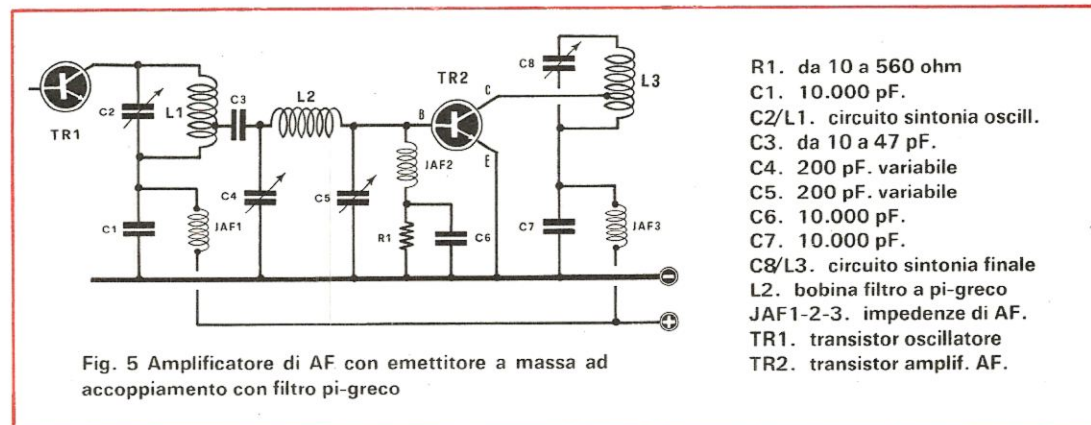 TR1
C2
L1
C3
L2
C4
C5
C1
JAF1
B
TR2
C
E
JAF2
R1
C6
C8
L3
C7
JAF3
R1. da 10 a 560 ohm
C1. 10.000 pF.
C2/L1. circuito sintonia oscill.
C3. da 10 a 47 pF.
C4. 200 pF. variabile
C5. 200 pF. variabile
C6. 10.000 pF.
C7. 10.000 pF.
C8/L3. circuito sintonia finale
L2. bobina filtro a pi-greco
JAF1-2-3. impedenze di AF.
TR1. transistor oscillatore
TR2. transistor amplif. AF.
Fig. 5 Amplificatore di AF con emettitore a massa ad
accoppiamento con filtro pi-greco